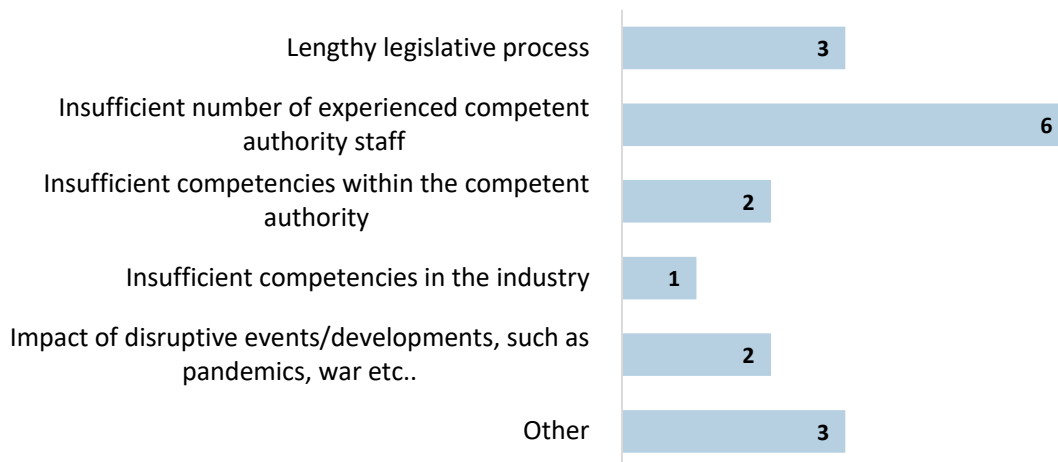 Lengthy legislative process
3
Insufficient number of experienced competent
authority staff
6
Insufficient competencies within the competent
authority
2
Insufficient competencies in the industry
1
Impact of disruptive events/developments, such as
pandemics, war etc..
2
Other
3